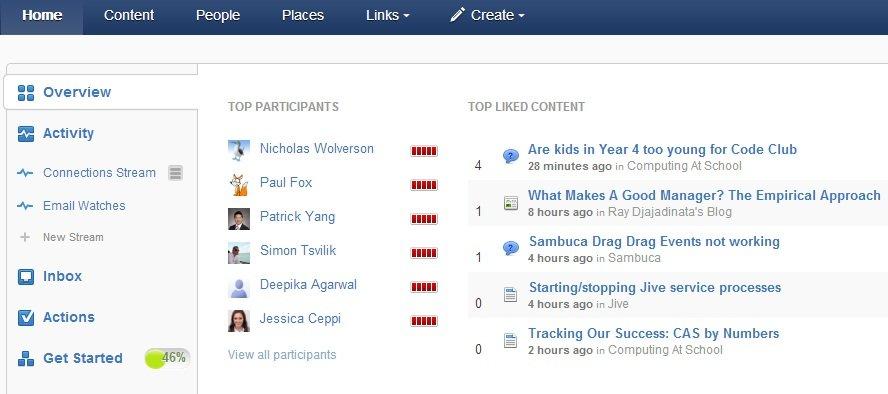 Home Content People Places Links Create
Overview
Activity
Connections Stream
Email Watches
New Stream
Inbox
Actions
Get Started 46%
TOP PARTICIPANTS
Nicholas Wolverson
Paul Fox
Patrick Yang
Simon Tsvilik
Deepika Agarwal
Jessica Ceppi
View all participants
TOP LIKED CONTENT
4 Are kids in Year 4 too young for Code Club
28 minutes ago in Computing At School
1 What Makes A Good Manager? The Empirical Approach
8 hours ago in Ray Djajadinata's Blog
1 Sambuca Drag Drag Events not working
4 hours ago in Sambuca
0 Starting/stopping Jive service processes
4 hours ago in Jive
0 Tracking Our Success: CAS by Numbers
2 hours ago in Computing At School